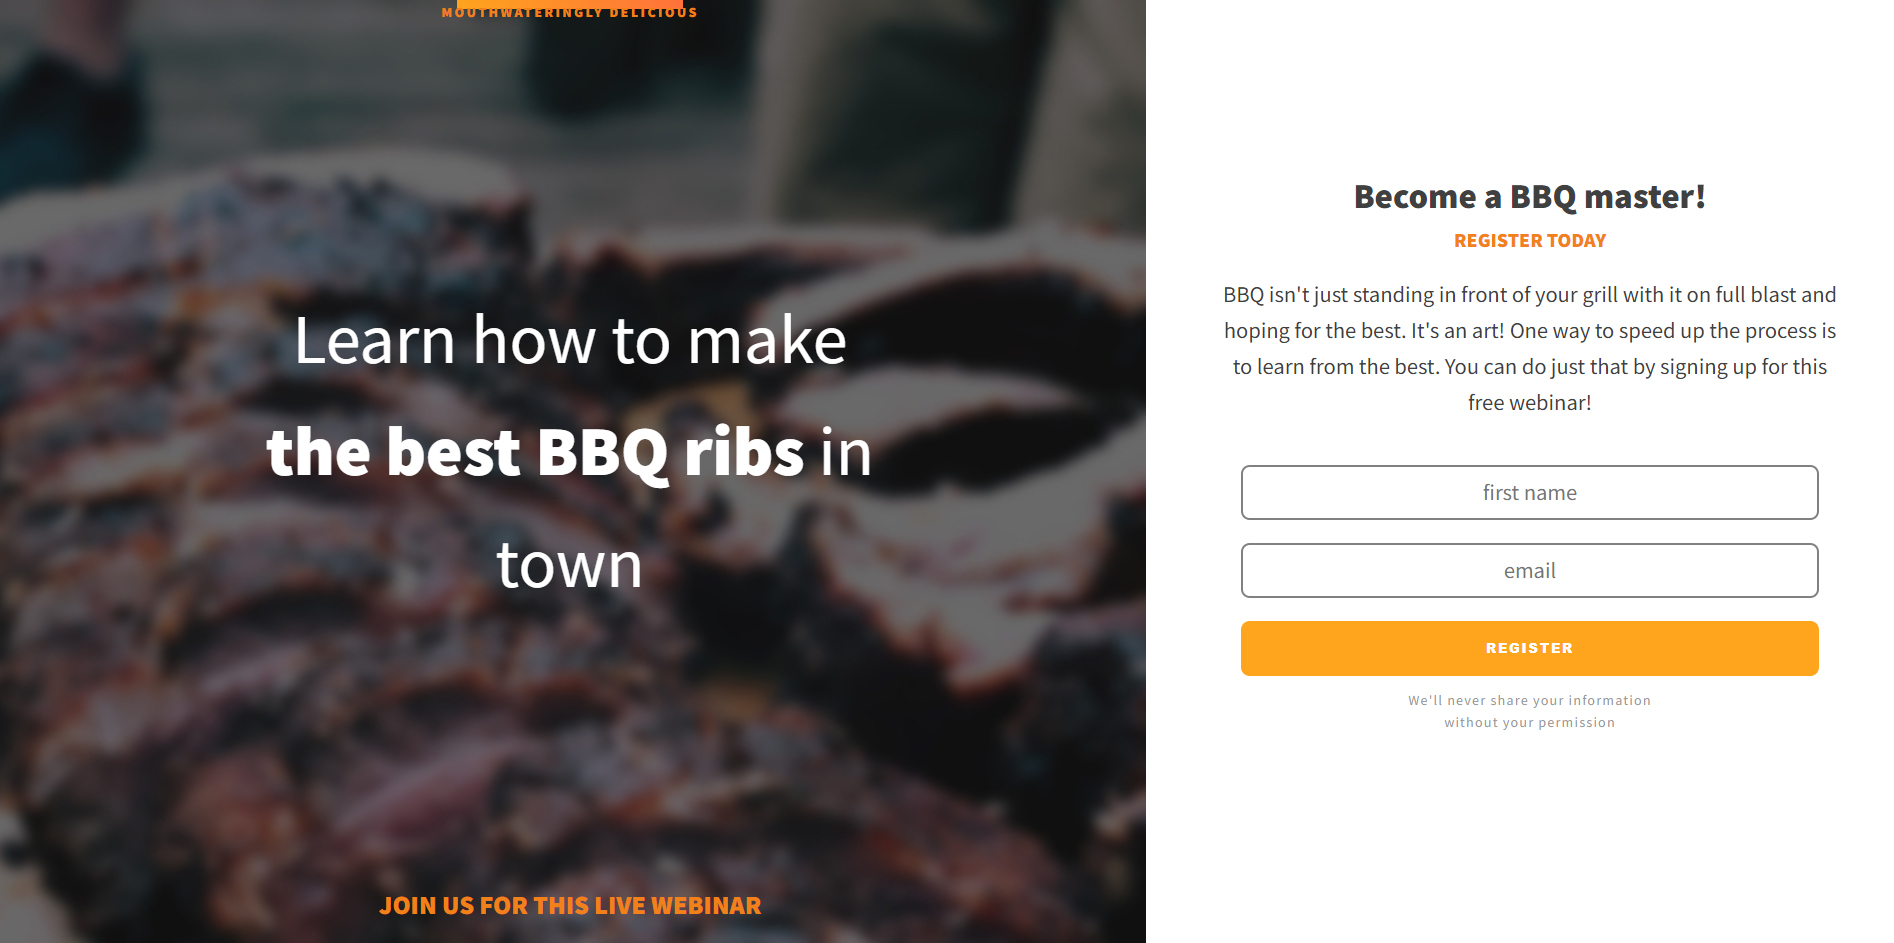 MOUTHWATERINGLY DELICIOUS
Learn how to make
the best BBQ ribs in
town
JOIN US FOR THIS LIVE WEBINAR
Become a BBQ master!
REGISTER TODAY
BBQ isn't just standing in front of your grill with it on full blast and
hoping for the best. It's an art! One way to speed up the process is
to learn from the best. You can do just that by signing up for this
free webinar!
first name
email
REGISTER
We'll never share your information
without your permission